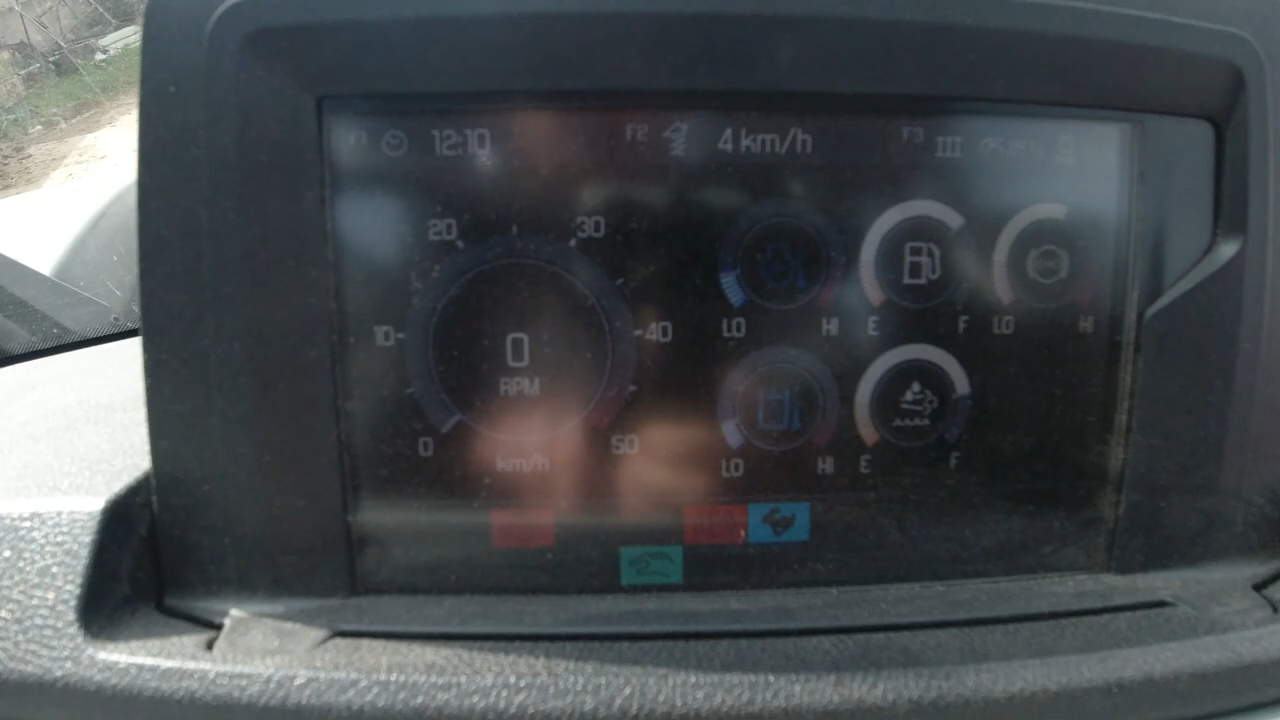 12:10 F2 4 km/h F3 III
20 30
10 40
0
RPM
0 50
km/h
LO HI E F LO HI
LO HI E F